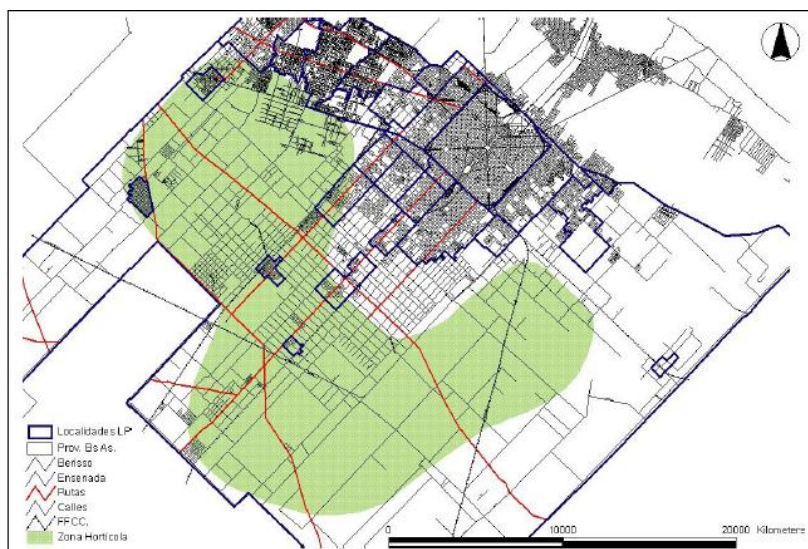 Localidades LP
Prov. Bs As.
Berisso
Ensenada
Rutas
Calles
FFCC.
Zona Hortícola
0 10000 20000 Kilometers